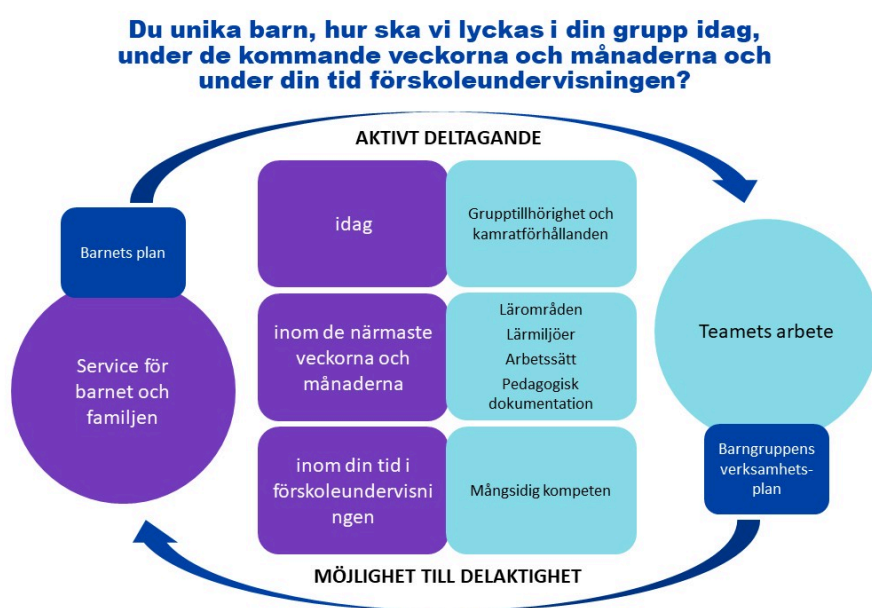 Du unika barn, hur ska vi lyckas i din grupp idag,
under de kommande veckorna och månaderna och
under din tid förskoleundervisningen?
AKTIVT DELTAGANDE
Barnets plan
Service för
barnet och
familjen
idag
Grupptillhörighet och
kamratförhållanden
inom de närmaste
veckorna och
månaderna
Lärområden
Lärmiljöer
Arbetssätt
Pedagogisk
dokumentation
inom din tid i
förskoleundervisni
ngen
Mångsidig kompeten
Teamets arbete
Barngruppens
verksamhets-
plan
MÖJLIGHET TILL DELAKTIGHET